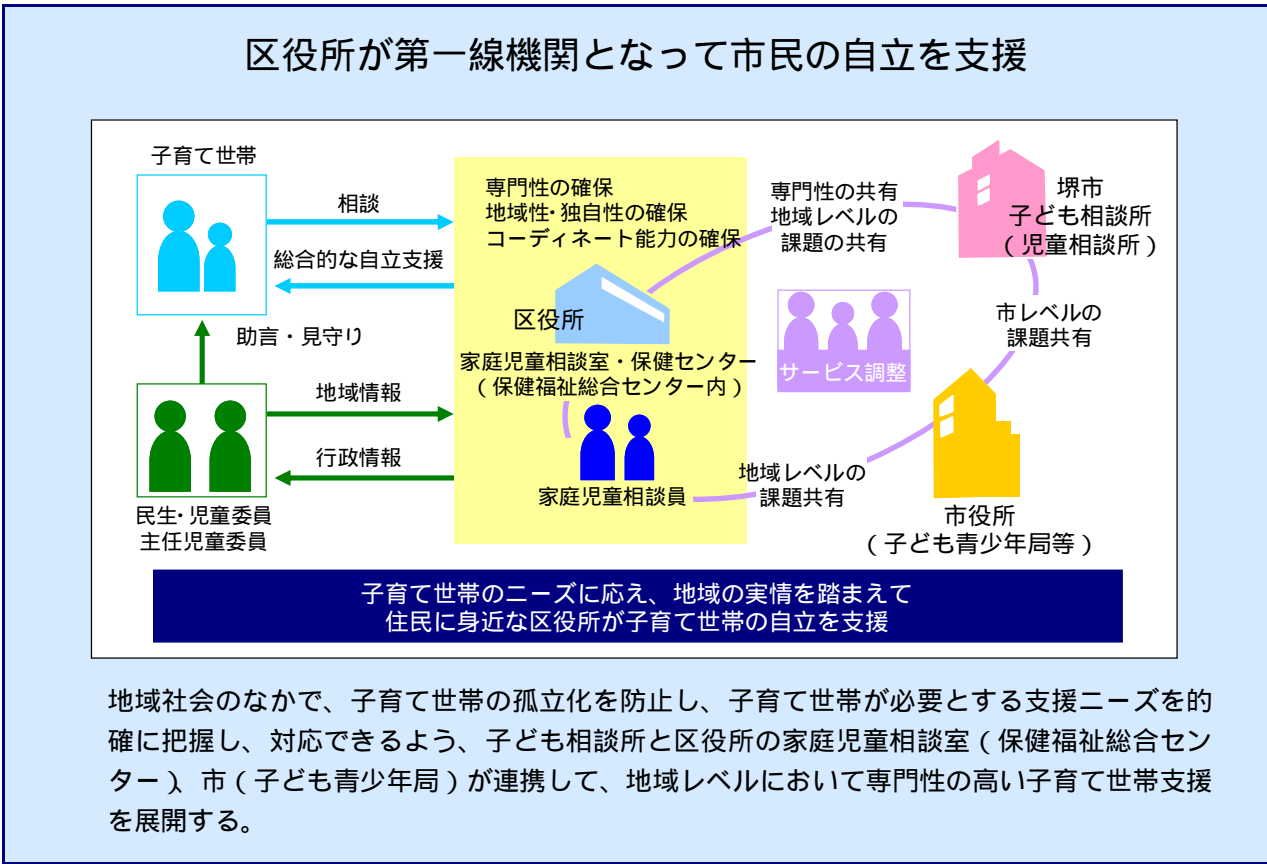 区役所が第一線機関となって市民の自立を支援
子育て世帯
相談
総合的な自立支援
助言・見守り
地域情報
行政情報
民生・児童委員
主任児童委員
専門性の確保
地域性・独自性の確保
コーディネート能力の確保
区役所
家庭児童相談室・保健センター
(保健福祉総合センター内)
家庭児童相談員
専門性の共有
地域レベルの
課題の共有
堺市
子ども相談所
(児童相談所)
サービス調整
市レベルの
課題共有
地域レベルの
課題共有
市役所
(子ども青少年局等)
子育て世帯のニーズに応え、地域の実情を踏まえて
住民に身近な区役所が子育て世帯の自立を支援
地域社会のなかで、子育て世帯の孤立化を防止し、子育て世帯が必要とする支援ニーズを的
確に把握し、対応できるよう、子ども相談所と区役所の家庭児童相談室(保健福祉総合セン
ター)、市(子ども青少年局)が連携して、地域レベルにおいて専門性の高い子育て世帯支援
を展開する。